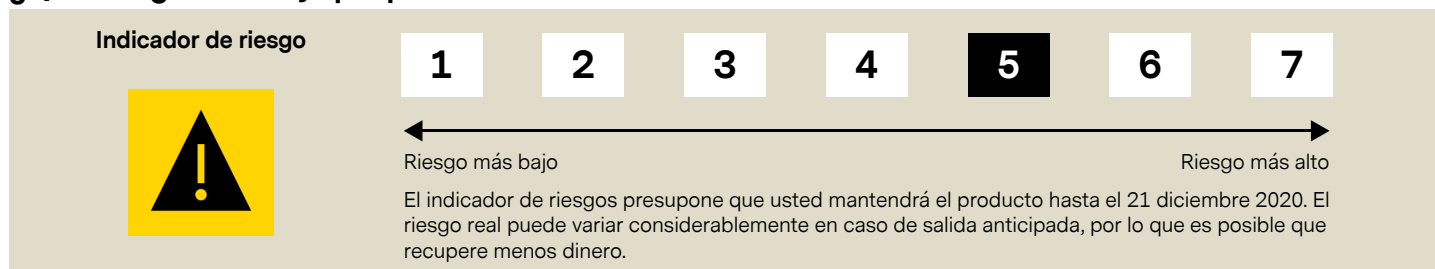 Indicador de riesgo
1 2 3 4 5 6 7
Riesgo más bajo Riesgo más alto
El indicador de riesgos presupone que usted mantendrá el producto hasta el 21 diciembre 2020. El
riesgo real puede variar considerablemente en caso de salida anticipada, por lo que es posible que
recupere menos dinero.